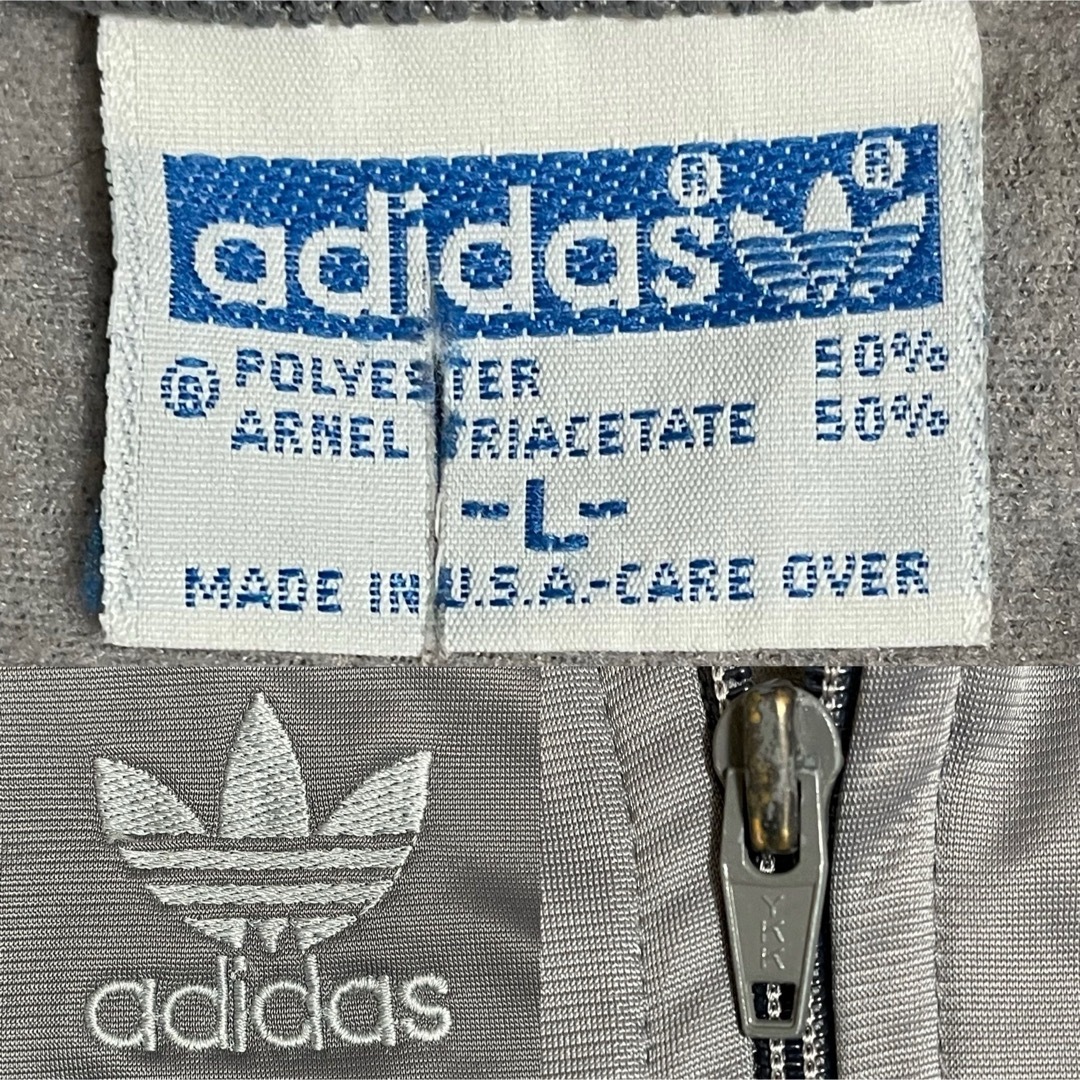 adidas® ®
® POLYESTER 50%
ARNEL TRIACETATE 50%
-L-
MADE IN U.S.A.-CARE OVER
adidas
YKK